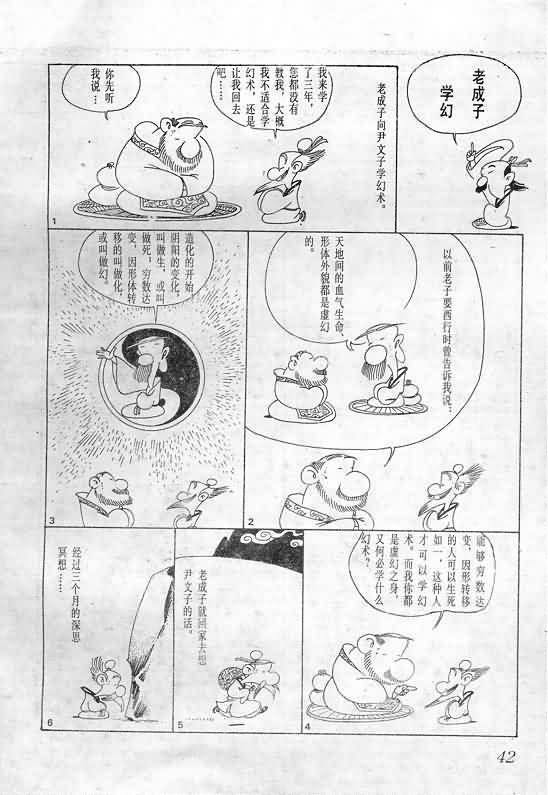 老成子
学幻
老成子向尹文子学幻术。
我来学
了三年，
怎都没有
教我，大概
我不适合学
幻术，还是
让我回去
吧……
你先听
我说…
1
以前老子要西行时曾告诉我说：
天地间的血气生命、
形体外貌都是虚幻
的。
2
造化的开始
阴阳的变化，
叫做生，或叫
做死，穷数达
变，因形体转
移的叫做化
或叫做幻。
3
能够穷数达
变，因形转移
的人可以生死
如一，这种人
才可以学幻
术。而我你都
是虚幻之身，
又何必学什么
幻术？
4
老成子就回家去想
尹文子的话。
5
经过三个月的深思
冥想……
6
42